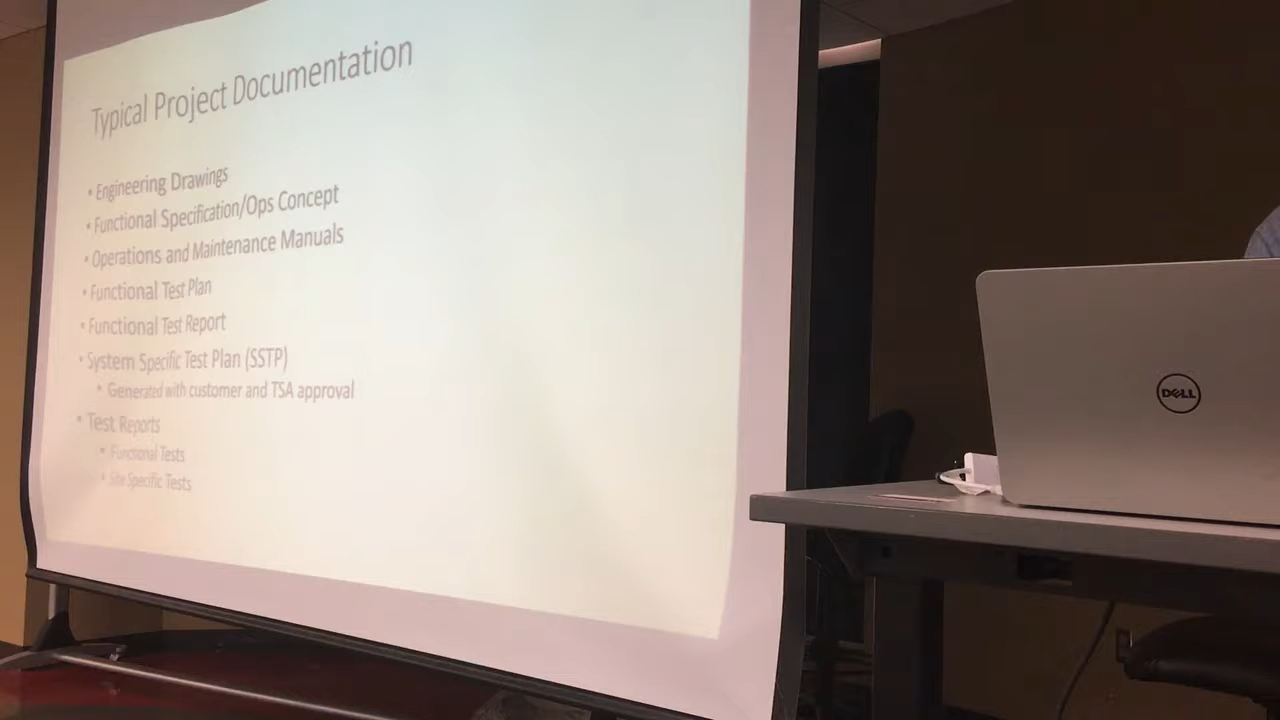 Typical Project Documentation
• Engineering Drawings
• Functional Specification/Ops Concept
• Operations and Maintenance Manuals
• Functional Test Plan
• Functional Test Report
• System Specific Test Plan (SSTP)
• Generated with customer and TSA approval
• Test Reports
• Functional Tests
• Site Specific Tests
DELL